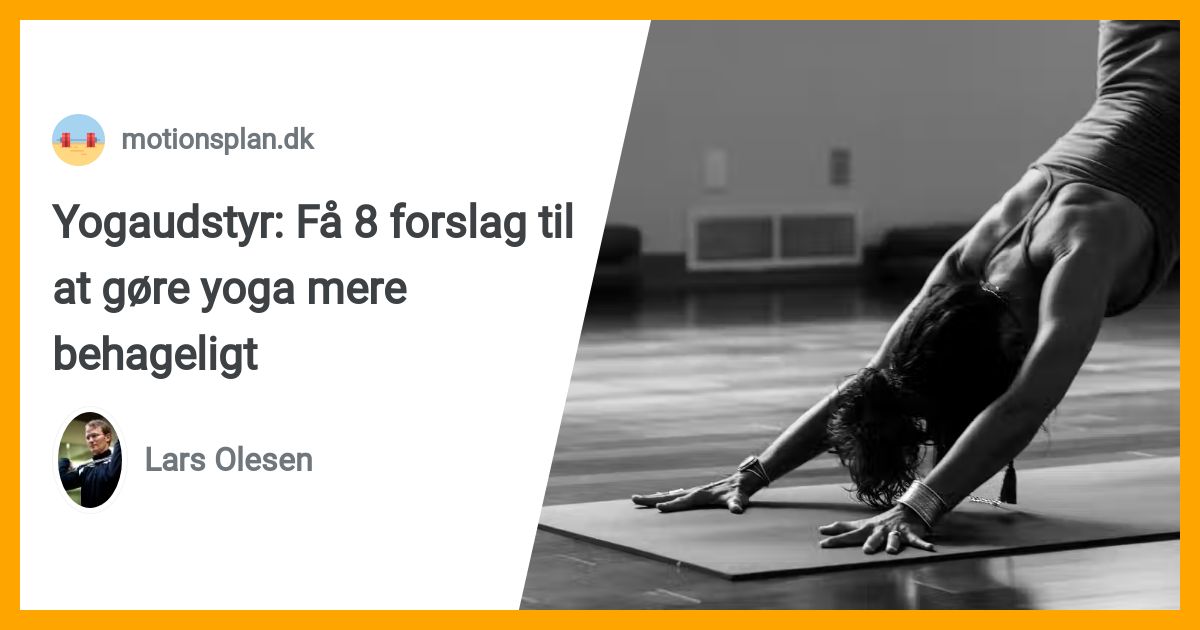 motionsplan.dk
Yogaudstyr: Få 8 forslag til
at gøre yoga mere
behageligt
Lars Olesen